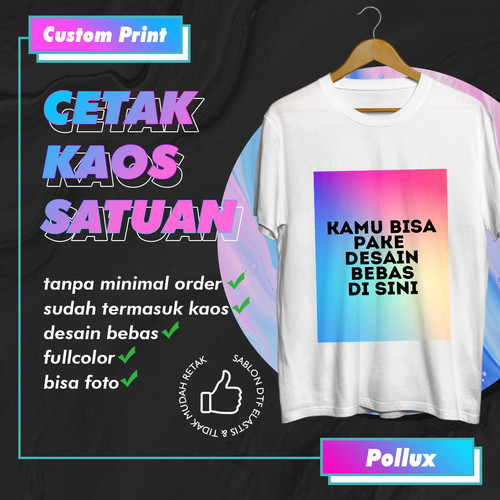 Custom Print
CETAK
KAOS
SATUAN
tanpa minimal order
sudah termasuk kaos
desain bebas
fullcolor
bisa foto
SABLON DTF ELASTIS & TIDAK MUDAH RETAK
KAMU BISA
PAKE
DESAIN
BEBAS
DI SINI
Pollux